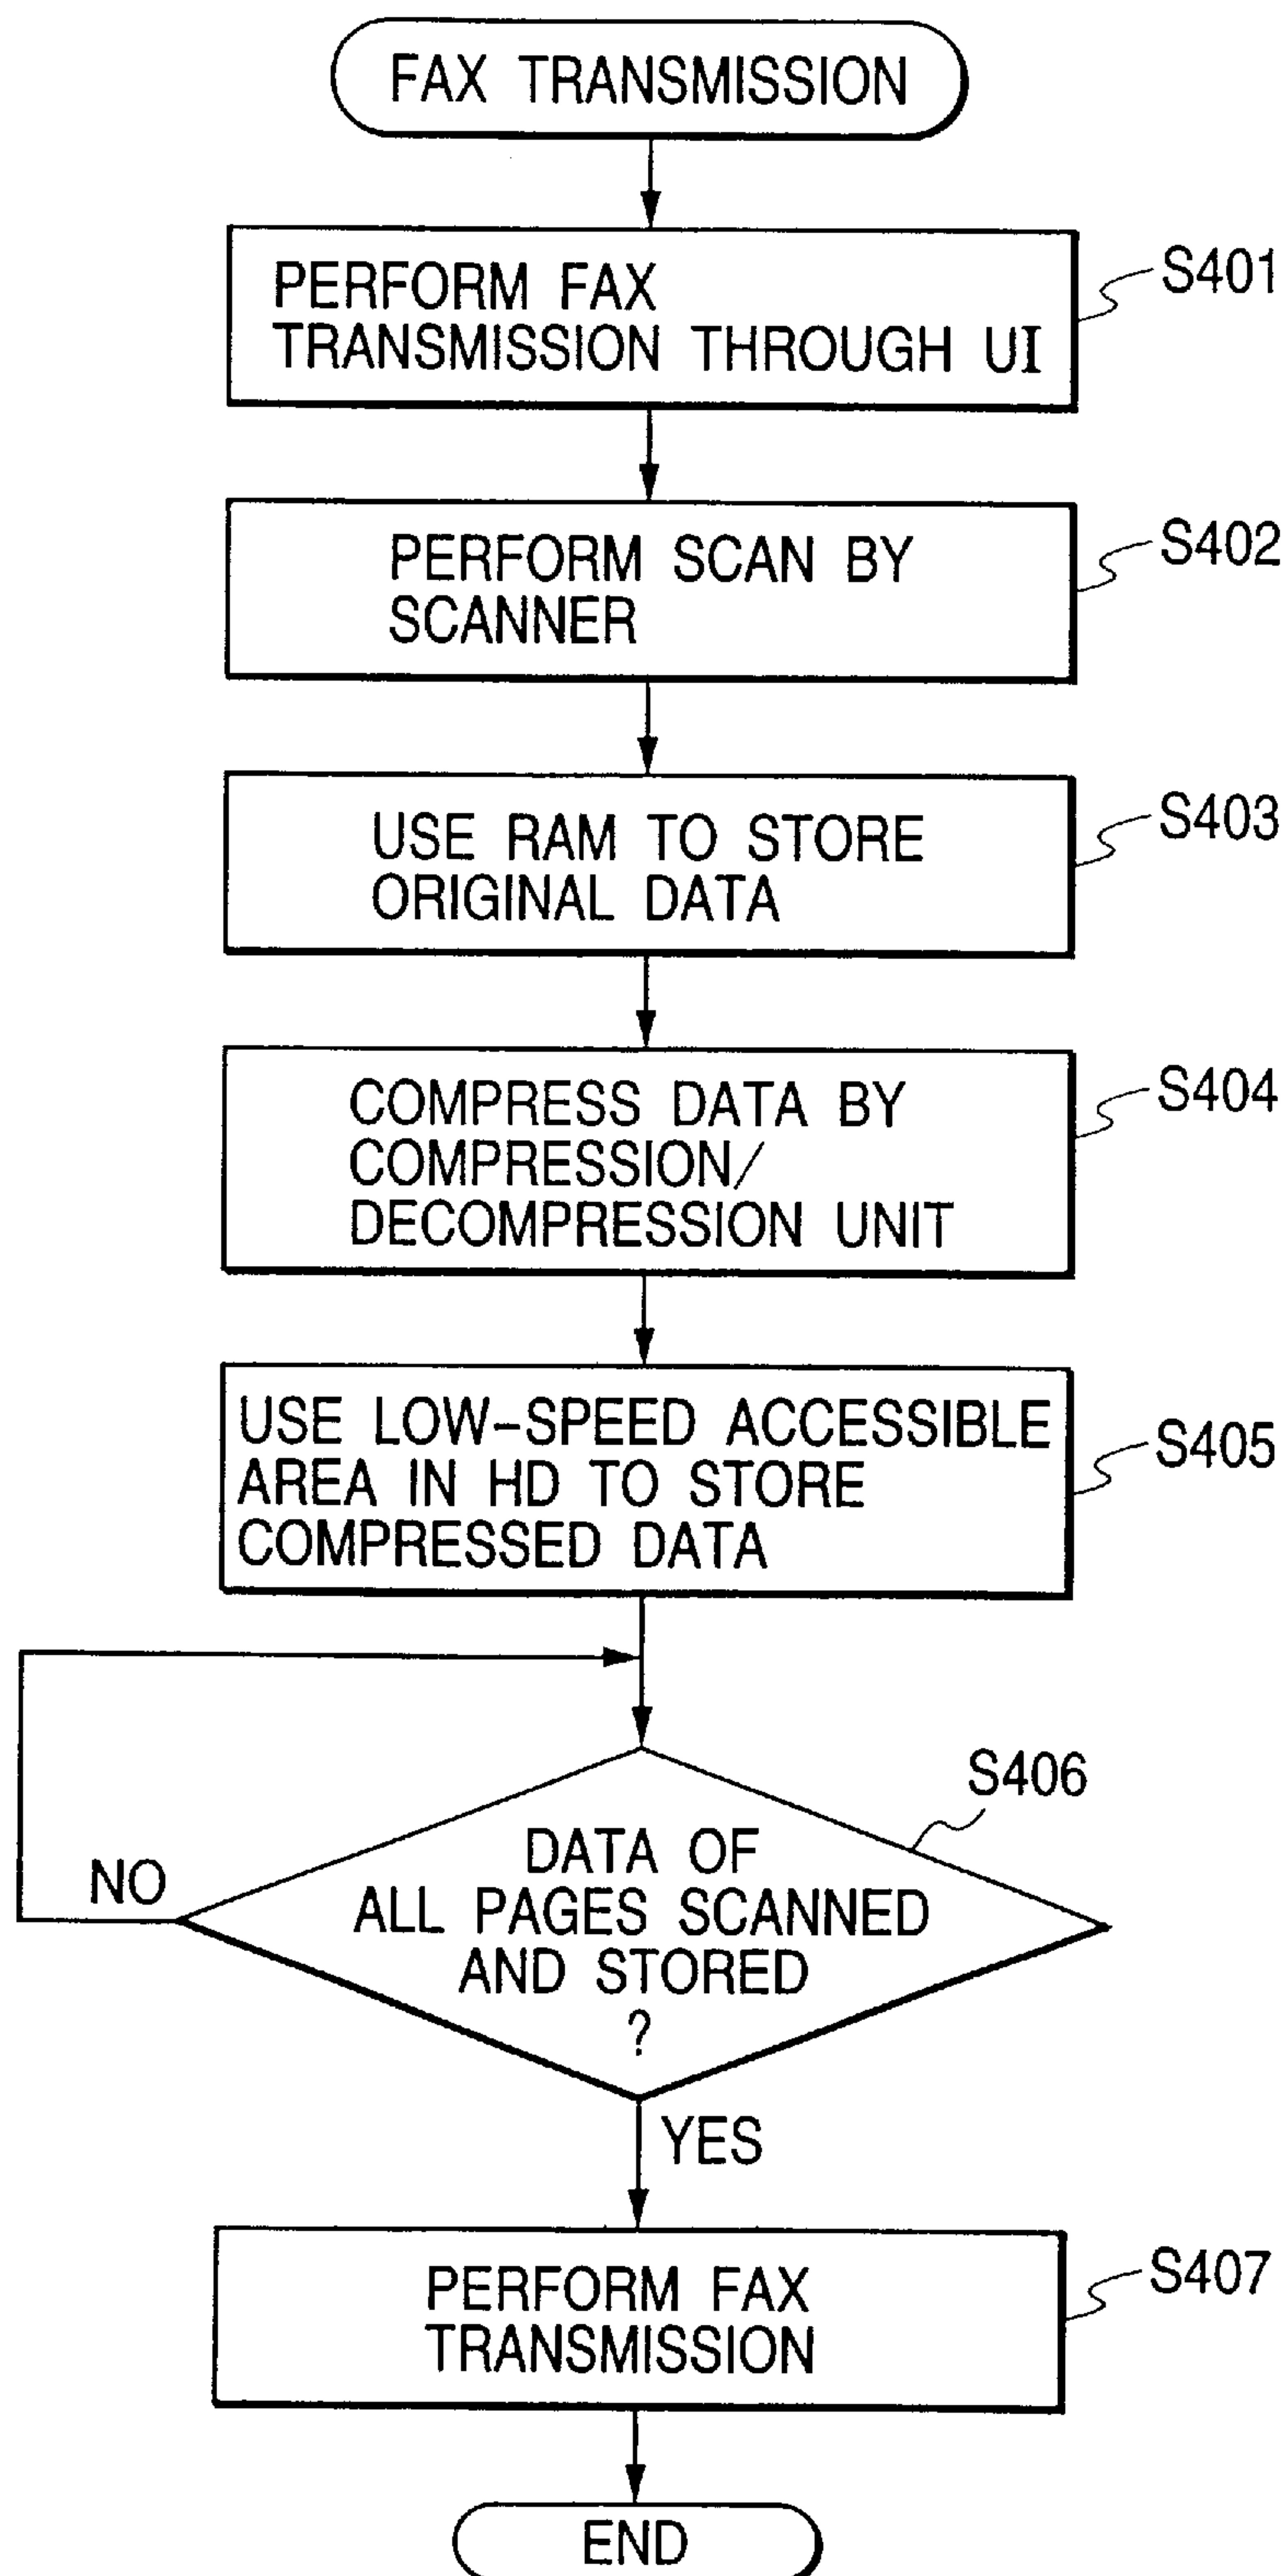 FAX TRANSMISSION
PERFORM FAX
TRANSMISSION THROUGH UI
S401
PERFORM SCAN BY
SCANNER
S402
USE RAM TO STORE
ORIGINAL DATA
S403
COMPRESS DATA BY
COMPRESSION/
DECOMPRESSION UNIT
S404
USE LOW-SPEED ACCESSIBLE
AREA IN HD TO STORE
COMPRESSED DATA
S405
S406
DATA OF
ALL PAGES SCANNED
AND STORED
?
NO
YES
PERFORM FAX
TRANSMISSION
S407
END